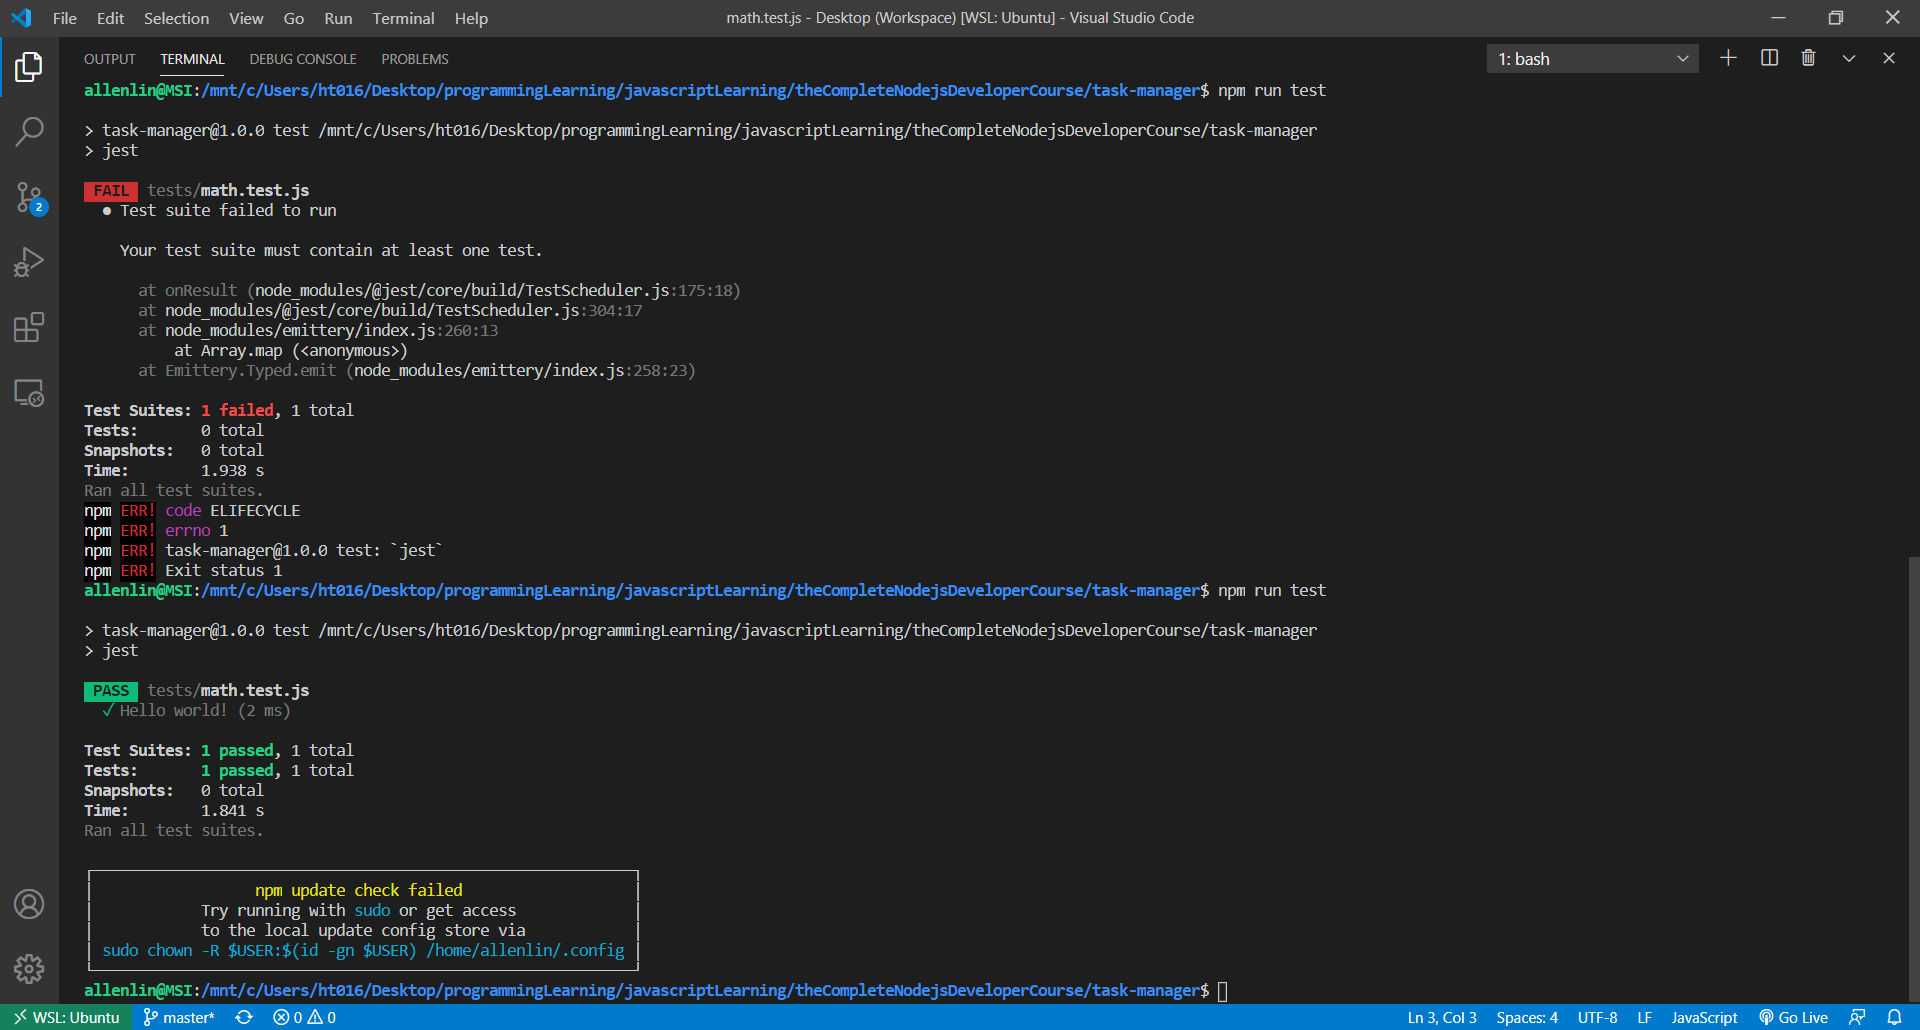 File Edit Selection View Go Run Terminal Help
math.test.js - Desktop (Workspace) [WSL: Ubuntu] - Visual Studio Code
OUTPUT TERMINAL DEBUG CONSOLE PROBLEMS
1: bash
allenlin@MSI:/mnt/c/Users/ht016/Desktop/programmingLearning/javascriptLearning/theCompleteNodejsDeveloperCourse/task-manager$ npm run test
> task-manager@1.0.0 test /mnt/c/Users/ht016/Desktop/programmingLearning/javascriptLearning/theCompleteNodejsDeveloperCourse/task-manager
> jest
FAIL tests/math.test.js
● Test suite failed to run
Your test suite must contain at least one test.
at onResult (node_modules/@jest/core/build/TestScheduler.js:175:18)
at node_modules/@jest/core/build/TestScheduler.js:304:17
at node_modules/emittery/index.js:260:13
at Array.map (<anonymous>)
at Emittery.Typed.emit (node_modules/emittery/index.js:258:23)
Test Suites: 1 failed, 1 total
Tests: 0 total
Snapshots: 0 total
Time: 1.938 s
Ran all test suites.
npm ERR! code ELIFECYCLE
npm ERR! errno 1
npm ERR! task-manager@1.0.0 test: `jest`
npm ERR! Exit status 1
allenlin@MSI:/mnt/c/Users/ht016/Desktop/programmingLearning/javascriptLearning/theCompleteNodejsDeveloperCourse/task-manager$ npm run test
> task-manager@1.0.0 test /mnt/c/Users/ht016/Desktop/programmingLearning/javascriptLearning/theCompleteNodejsDeveloperCourse/task-manager
> jest
PASS tests/math.test.js
✓ Hello world! (2 ms)
Test Suites: 1 passed, 1 total
Tests: 1 passed, 1 total
Snapshots: 0 total
Time: 1.841 s
Ran all test suites.
npm update check failed
Try running with sudo or get access
to the local update config store via
sudo chown -R $USER:$(id -gn $USER) /home/allenlin/.config
allenlin@MSI:/mnt/c/Users/ht016/Desktop/programmingLearning/javascriptLearning/theCompleteNodejsDeveloperCourse/task-manager$
2
WSL: Ubuntu master* 0 0 Ln 3, Col 3 Spaces: 4 UTF-8 LF JavaScript Go Live